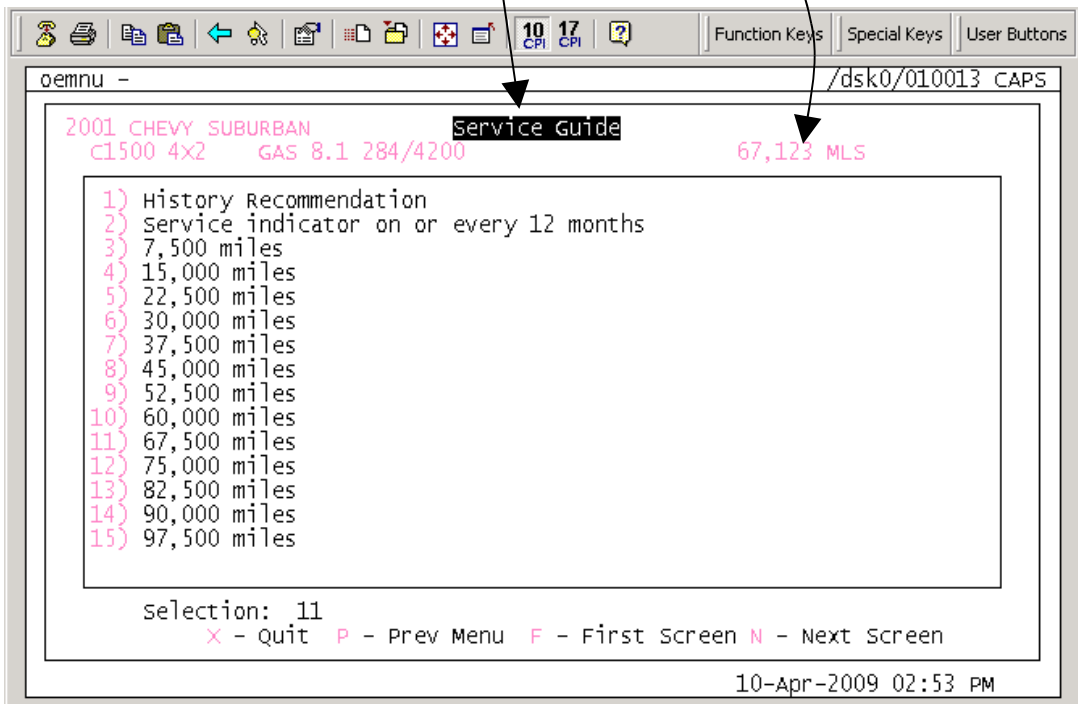 10 CPI 17 CPI Function Keys Special Keys User Buttons
oemnu - /dsk0/010013 CAPS
2001 CHEVY SUBURBAN Service Guide
C1500 4x2 GAS 8.1 284/4200 67,123 MLS
1) History Recommendation
2) Service indicator on or every 12 months
3) 7,500 miles
4) 15,000 miles
5) 22,500 miles
6) 30,000 miles
7) 37,500 miles
8) 45,000 miles
9) 52,500 miles
10) 60,000 miles
11) 67,500 miles
12) 75,000 miles
13) 82,500 miles
14) 90,000 miles
15) 97,500 miles
Selection: 11
X - Quit P - Prev Menu F - First Screen N - Next Screen
10-Apr-2009 02:53 PM